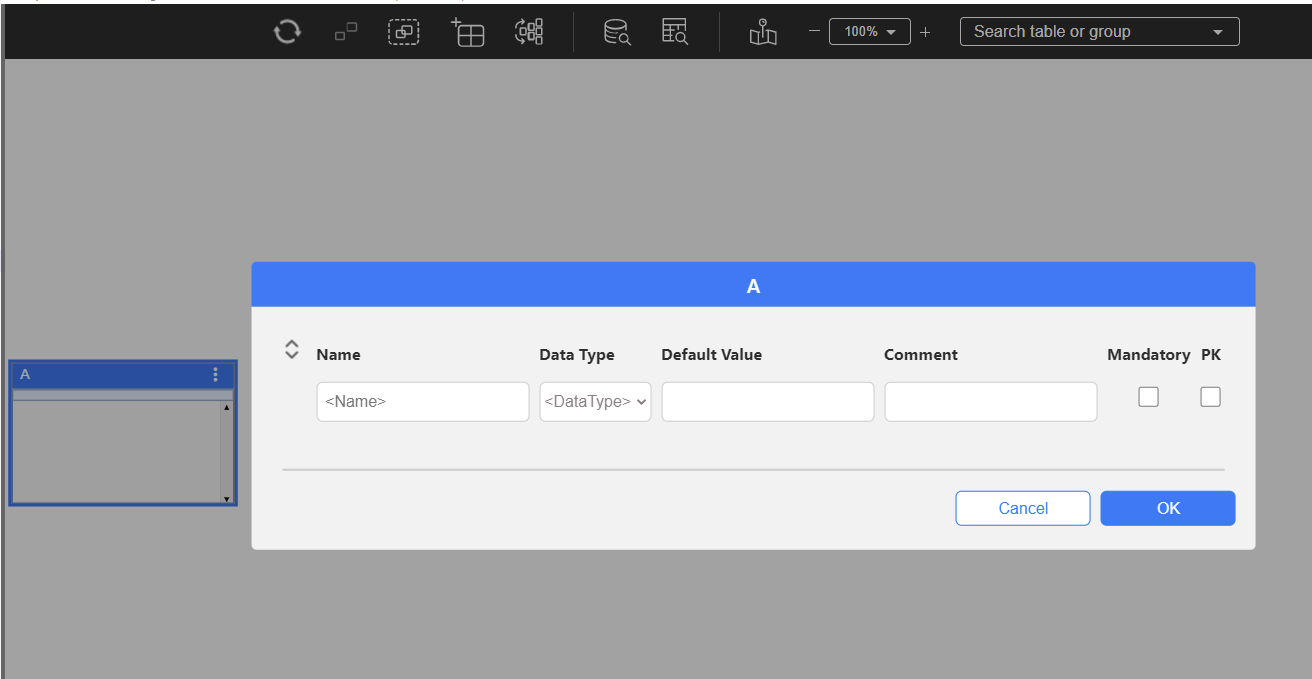 100%
Search table or group
A
A
Name Data Type Default Value Comment Mandatory PK
<Name> <DataType>
Cancel OK